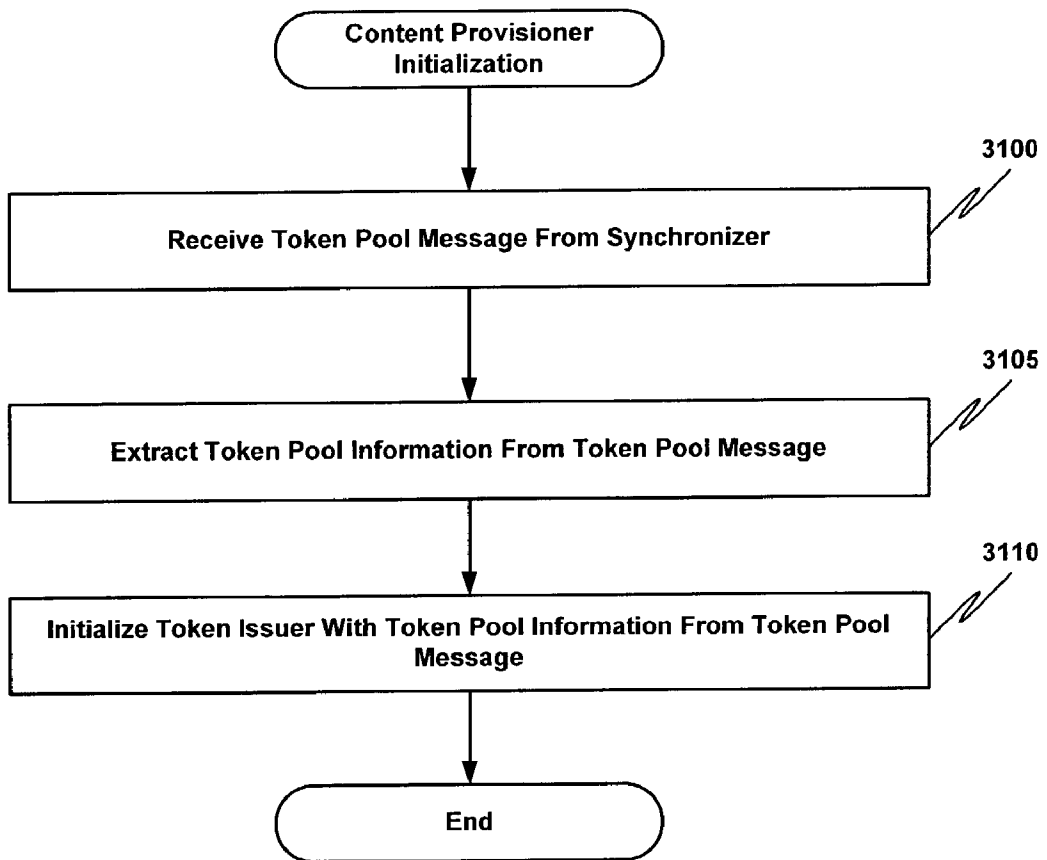 Content Provisioner
Initialization
3100
Receive Token Pool Message From Synchronizer
3105
Extract Token Pool Information From Token Pool Message
3110
Initialize Token Issuer With Token Pool Information From Token Pool
Message
End